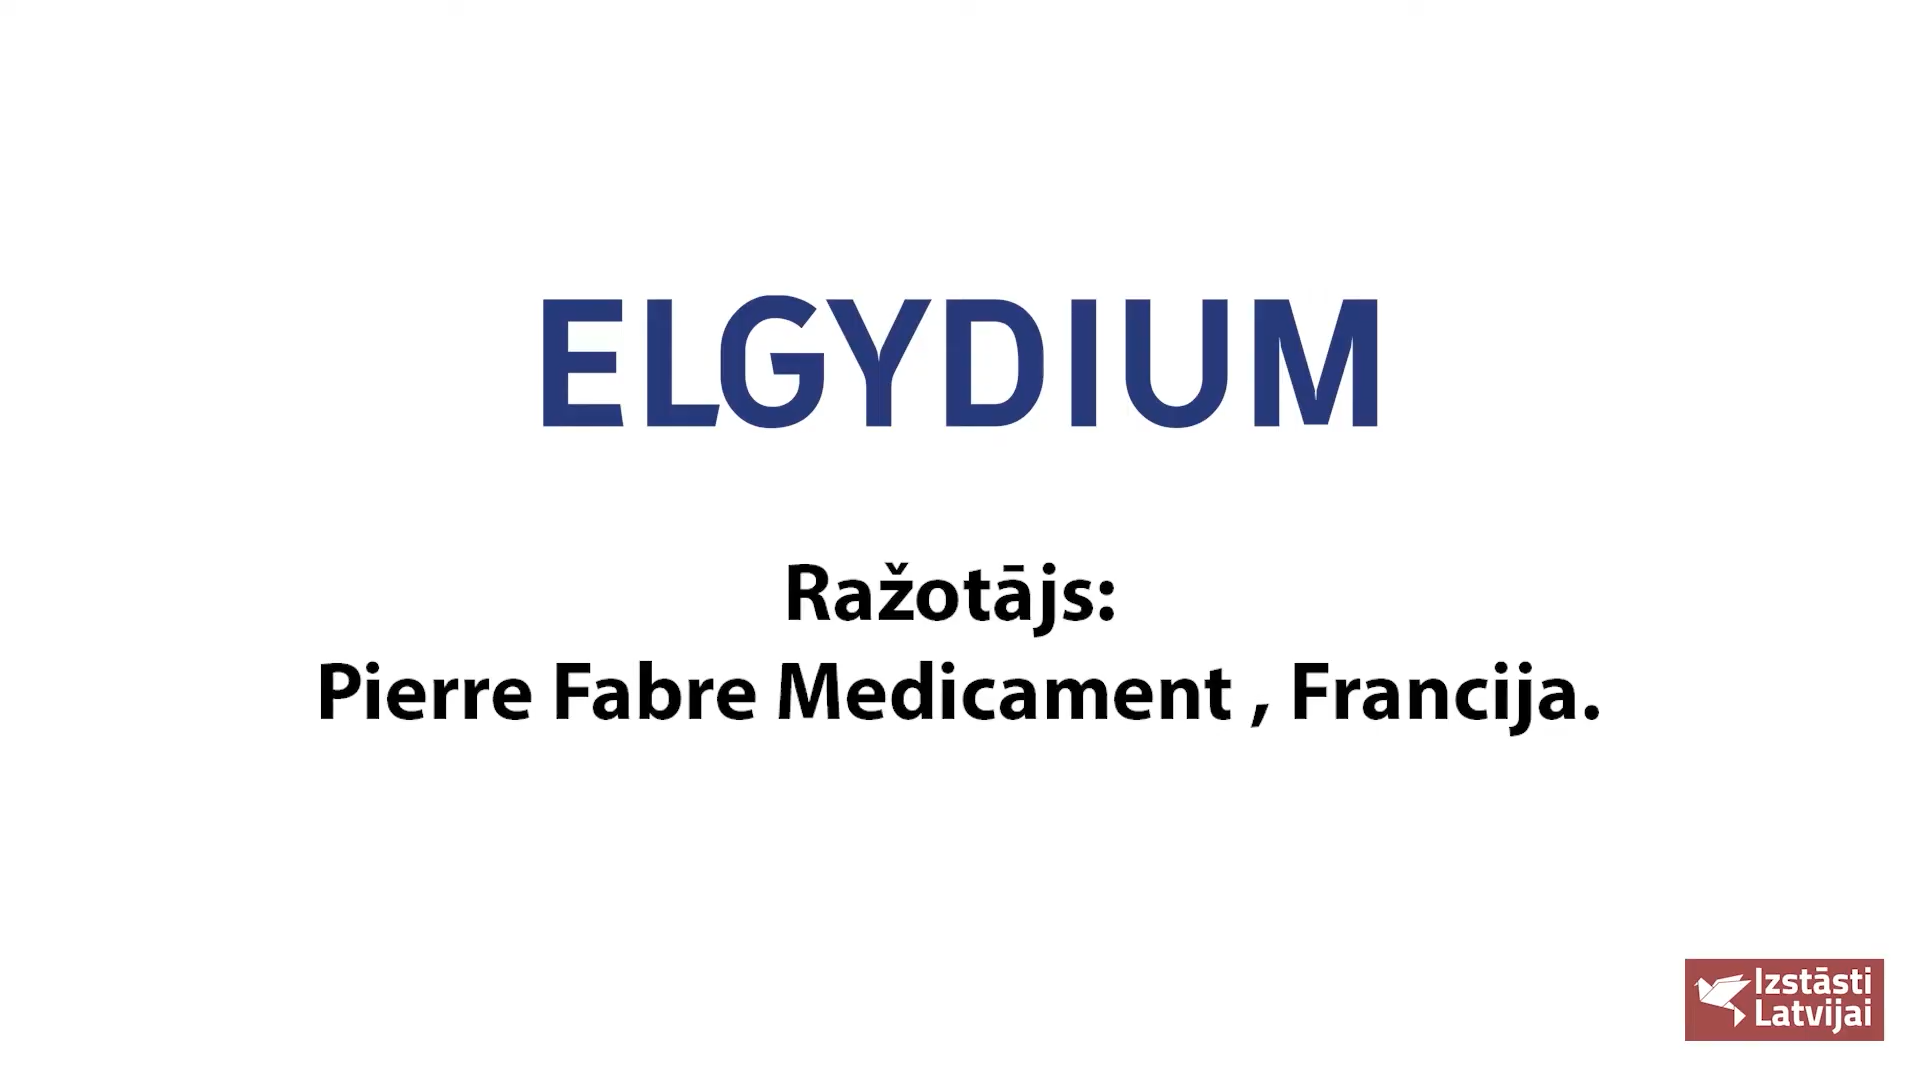 ELGYDIUM
Ražotājs:
Pierre Fabre Medicament , Francija.
Izstāsti
Latvijai